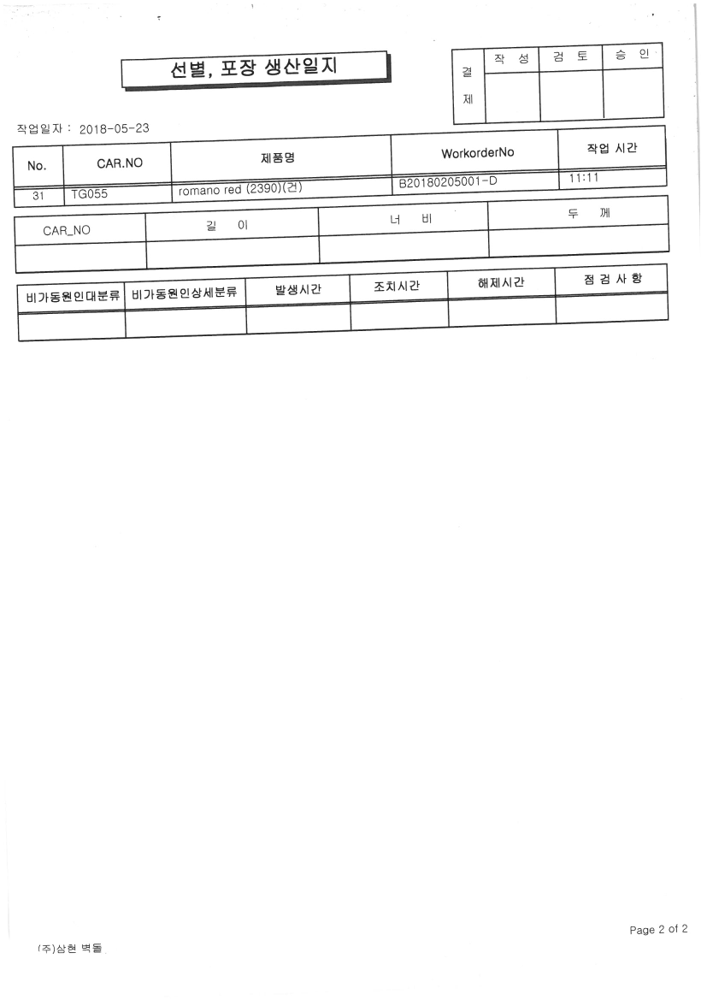 선별, 포장 생산일지
결 제
작 성 검 토 승 인
작업일자 : 2018-05-23
No. CAR.NO 제품명 WorkorderNo 작업 시간
31 TG055 romano red (2390)(건) B20180205001-D 11:11
CAR_NO 길 이 너 비 두 께
비가동원인대분류 비가동원인상세분류 발생시간 조치시간 해제시간 점 검 사 항
Page 2 of 2
(주)삼현 벽돌